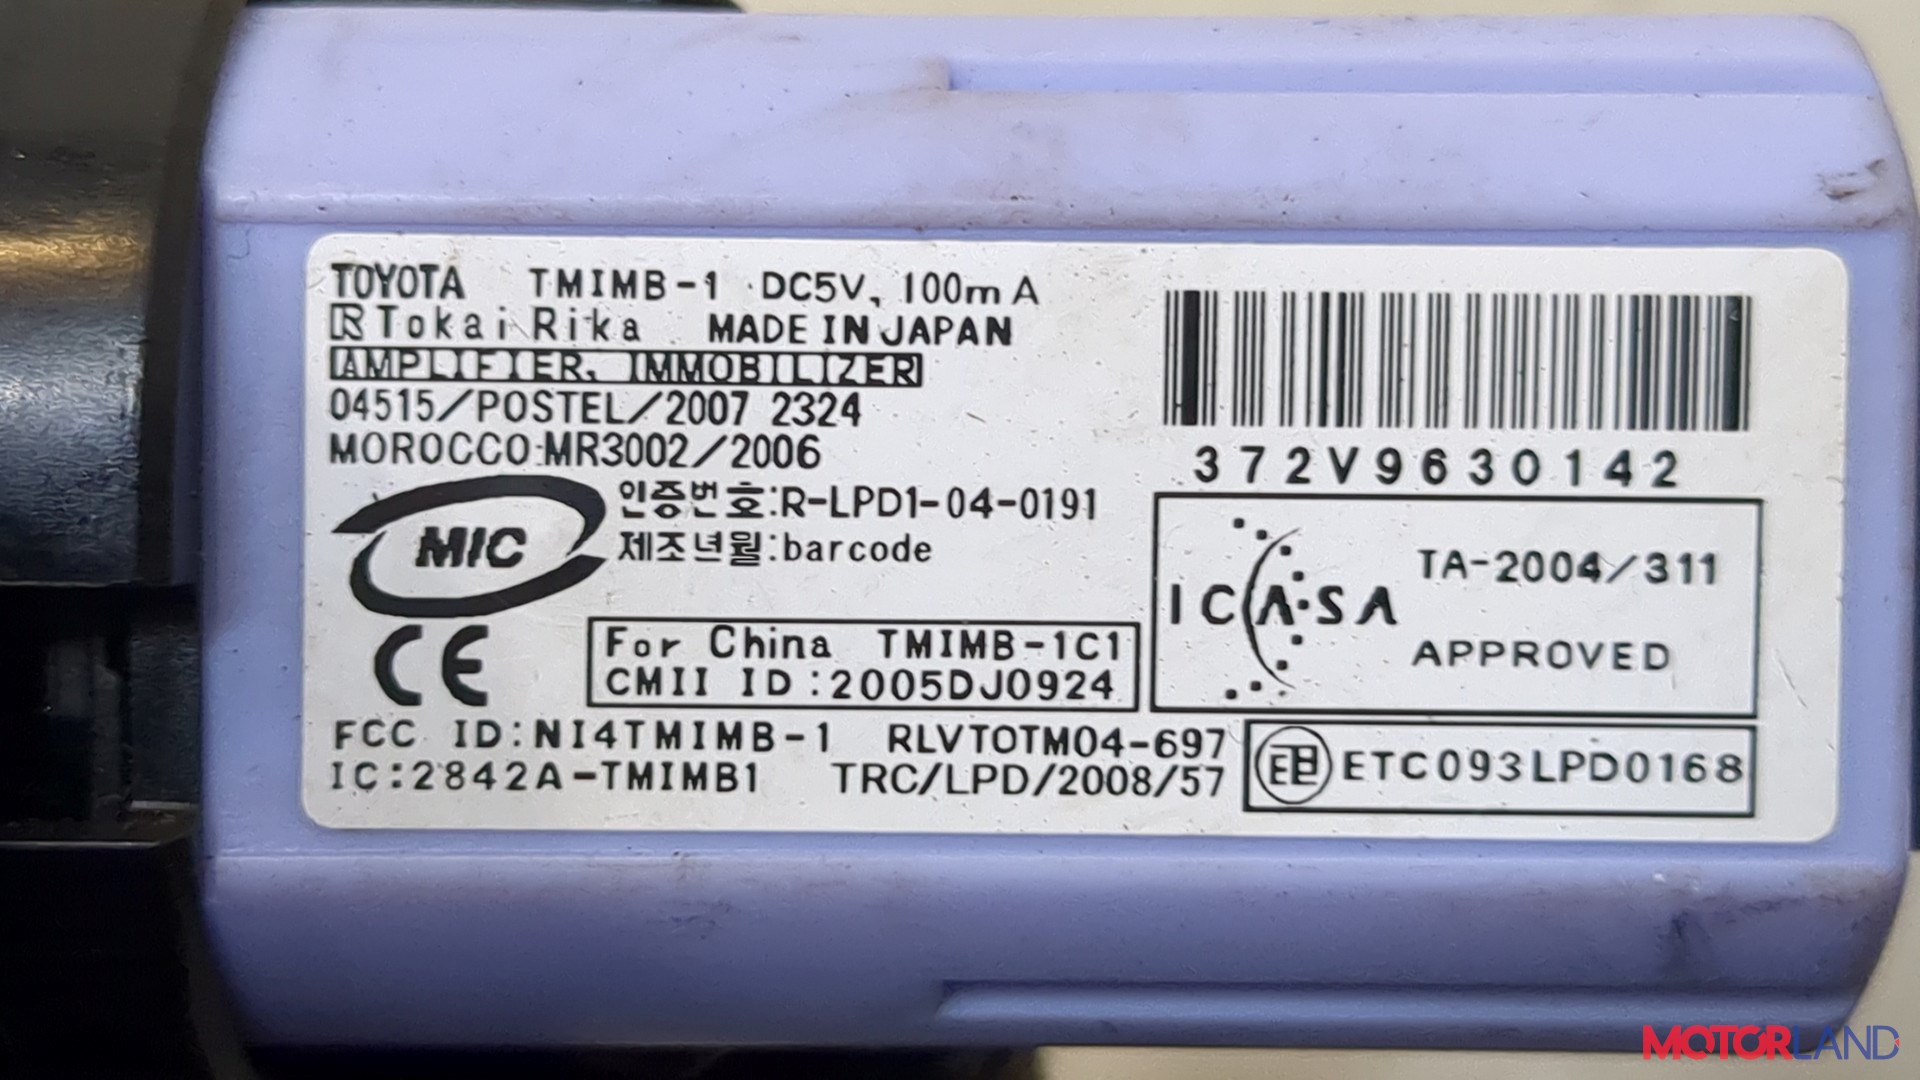 TOYOTA TMIMB-1 DC5V, 100mA
R Tokai Rika MADE IN JAPAN
AMPLIFIER, IMMOBILIZER
04515/POSTEL/2007 2324
MOROCCO:MR3002/2006
372V9630142
MIC
인증번호:R-LPD1-04-0191
제조년월:barcode
ICASA
TA-2004/311
APPROVED
CE
For China TMIMB-1C1
CMII ID:2005DJ0924
FCC ID:NI4TMIMB-1 RLVTOTM04-697
IC:2842A-TMIMB1 TRC/LPD/2008/57
ETC093LPD0168
MOTORLAND